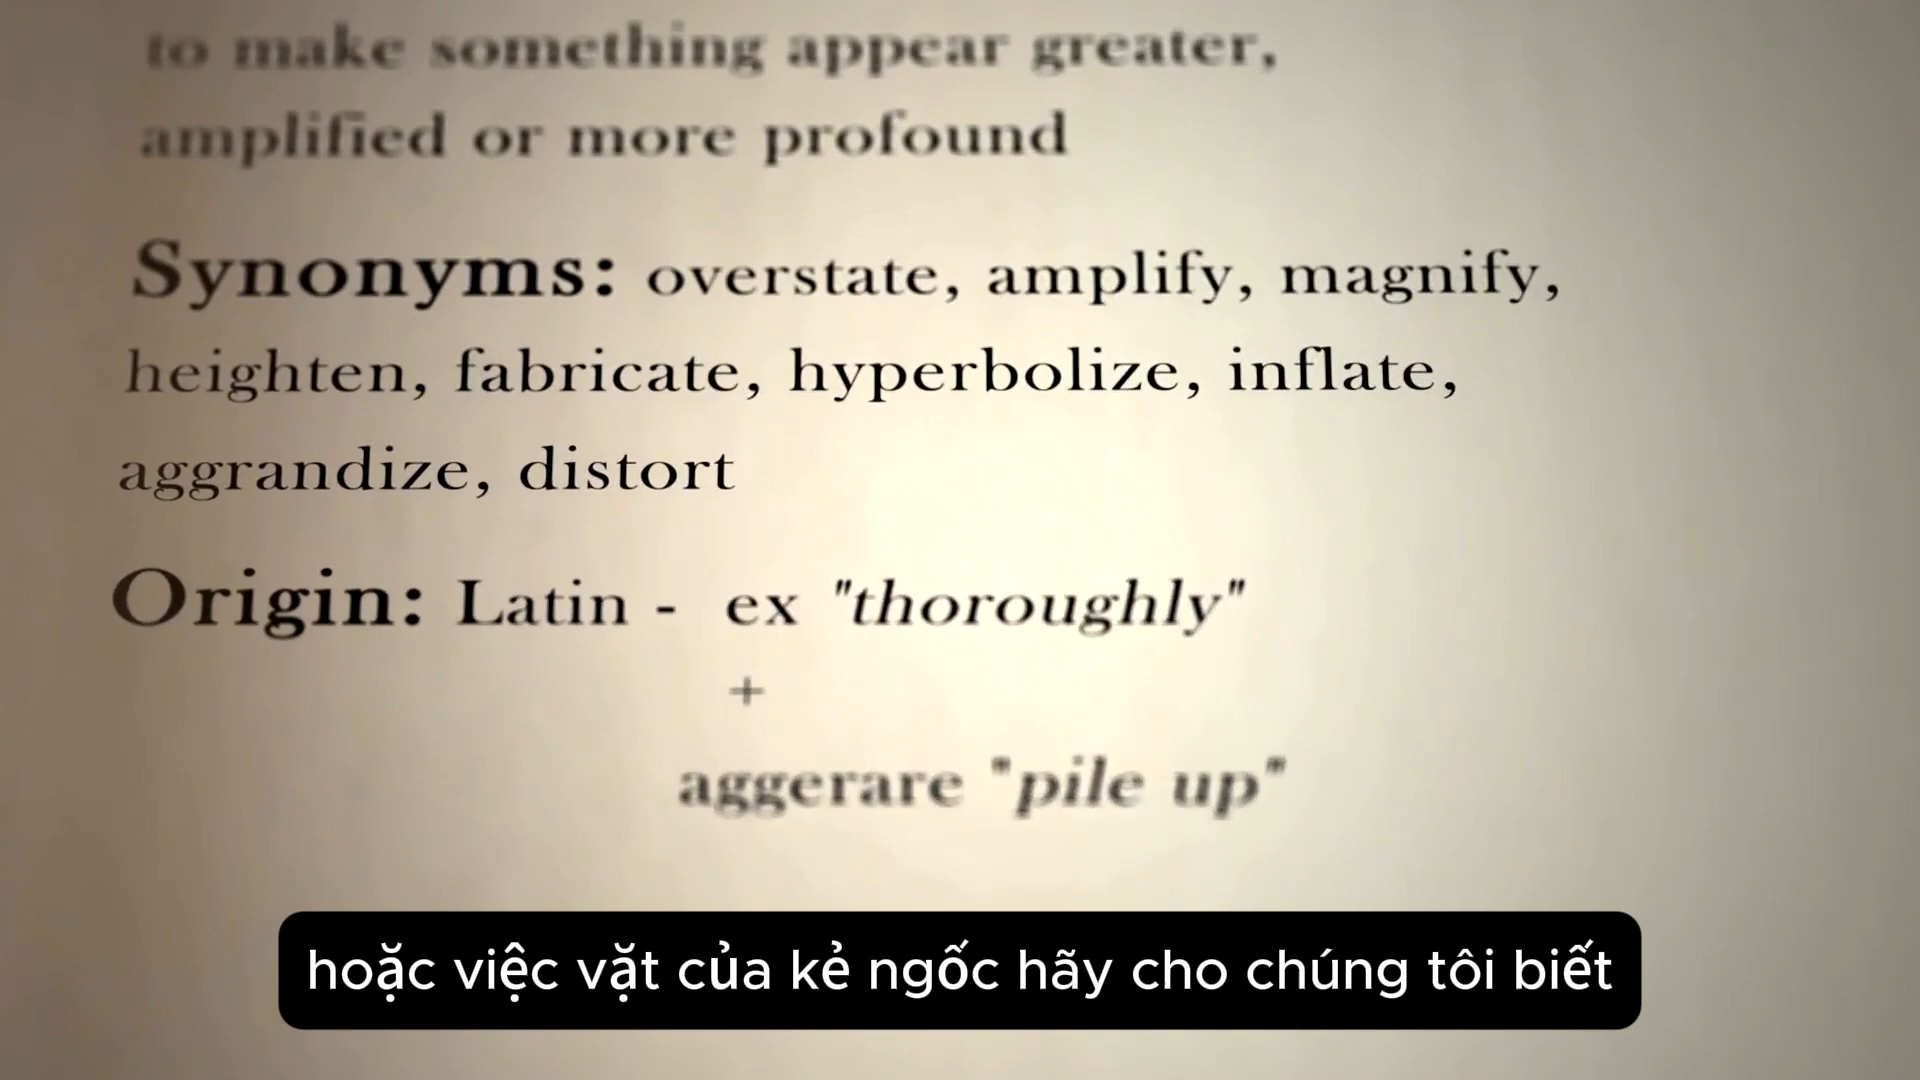 to make something appear greater,
amplified or more profound
Synonyms: overstate, amplify, magnify,
heighten, fabricate, hyperbolize, inflate,
aggrandize, distort
Origin: Latin - ex "thoroughly"
+
aggerare "pile up"
hoặc việc vặt của kẻ ngốc hãy cho chúng tôi biết